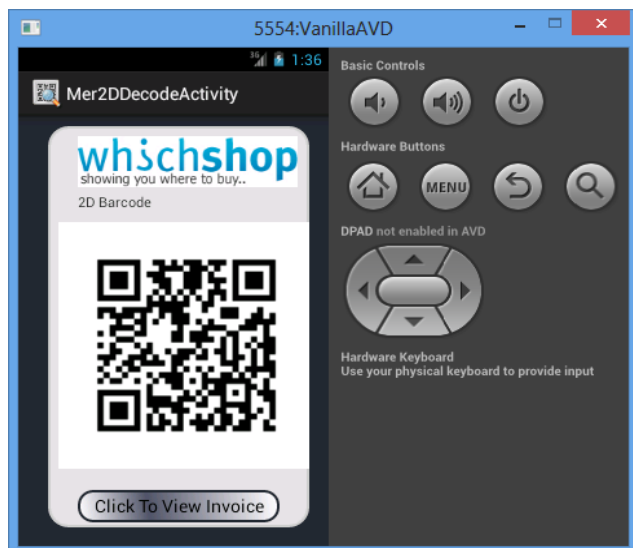 5554:VanillaAVD
3G 1:36
Mer2DDecodeActivity
whichshop
showing you where to buy..
2D Barcode
Click To View Invoice
Basic Controls
Hardware Buttons
MENU
DPAD not enabled in AVD
Hardware Keyboard
Use your physical keyboard to provide input